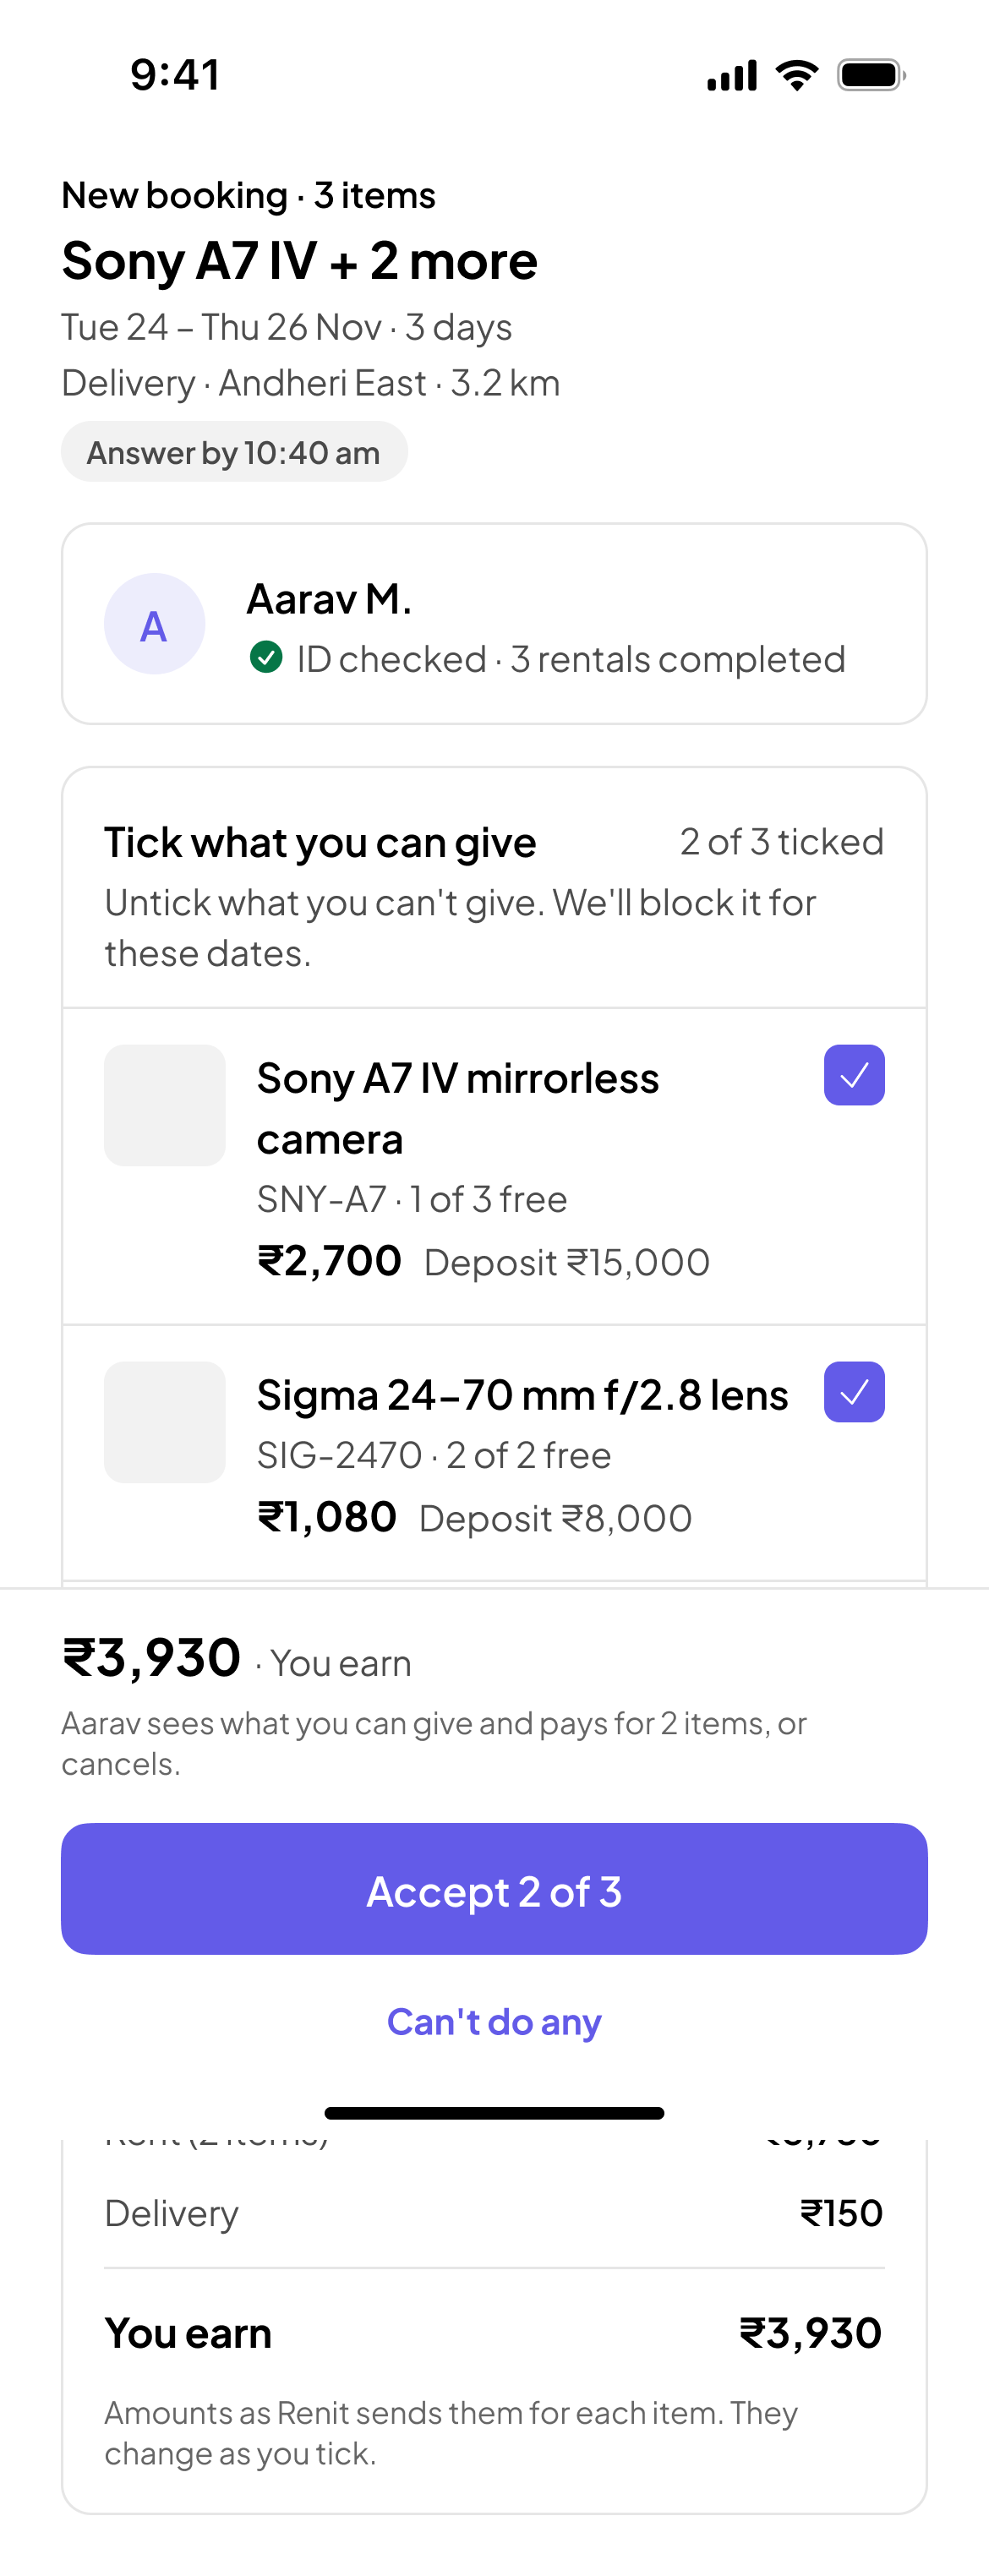 9:41
New booking · 3 items
Sony A7 IV + 2 more
Tue 24 – Thu 26 Nov · 3 days
Delivery · Andheri East · 3.2 km
Answer by 10:40 am
A
Aarav M.
ID checked · 3 rentals completed
Tick what you can give
2 of 3 ticked
Untick what you can't give. We'll block it for
these dates.
Sony A7 IV mirrorless
camera
SNY-A7 · 1 of 3 free
₹2,700 Deposit ₹15,000
Sigma 24–70 mm f/2.8 lens
SIG-2470 · 2 of 2 free
₹1,080 Deposit ₹8,000
₹3,930 · You earn
Aarav sees what you can give and pays for 2 items, or
cancels.
Accept 2 of 3
Can't do any
Delivery
₹150
You earn
₹3,930
Amounts as Renit sends them for each item. They
change as you tick.